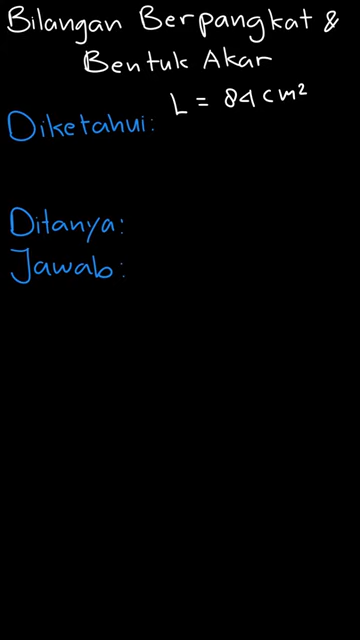 Bilangan Berpangkat &
Bentuk Akar
L = 84 cm²
Diketahui:
Ditanya:
Jawab: